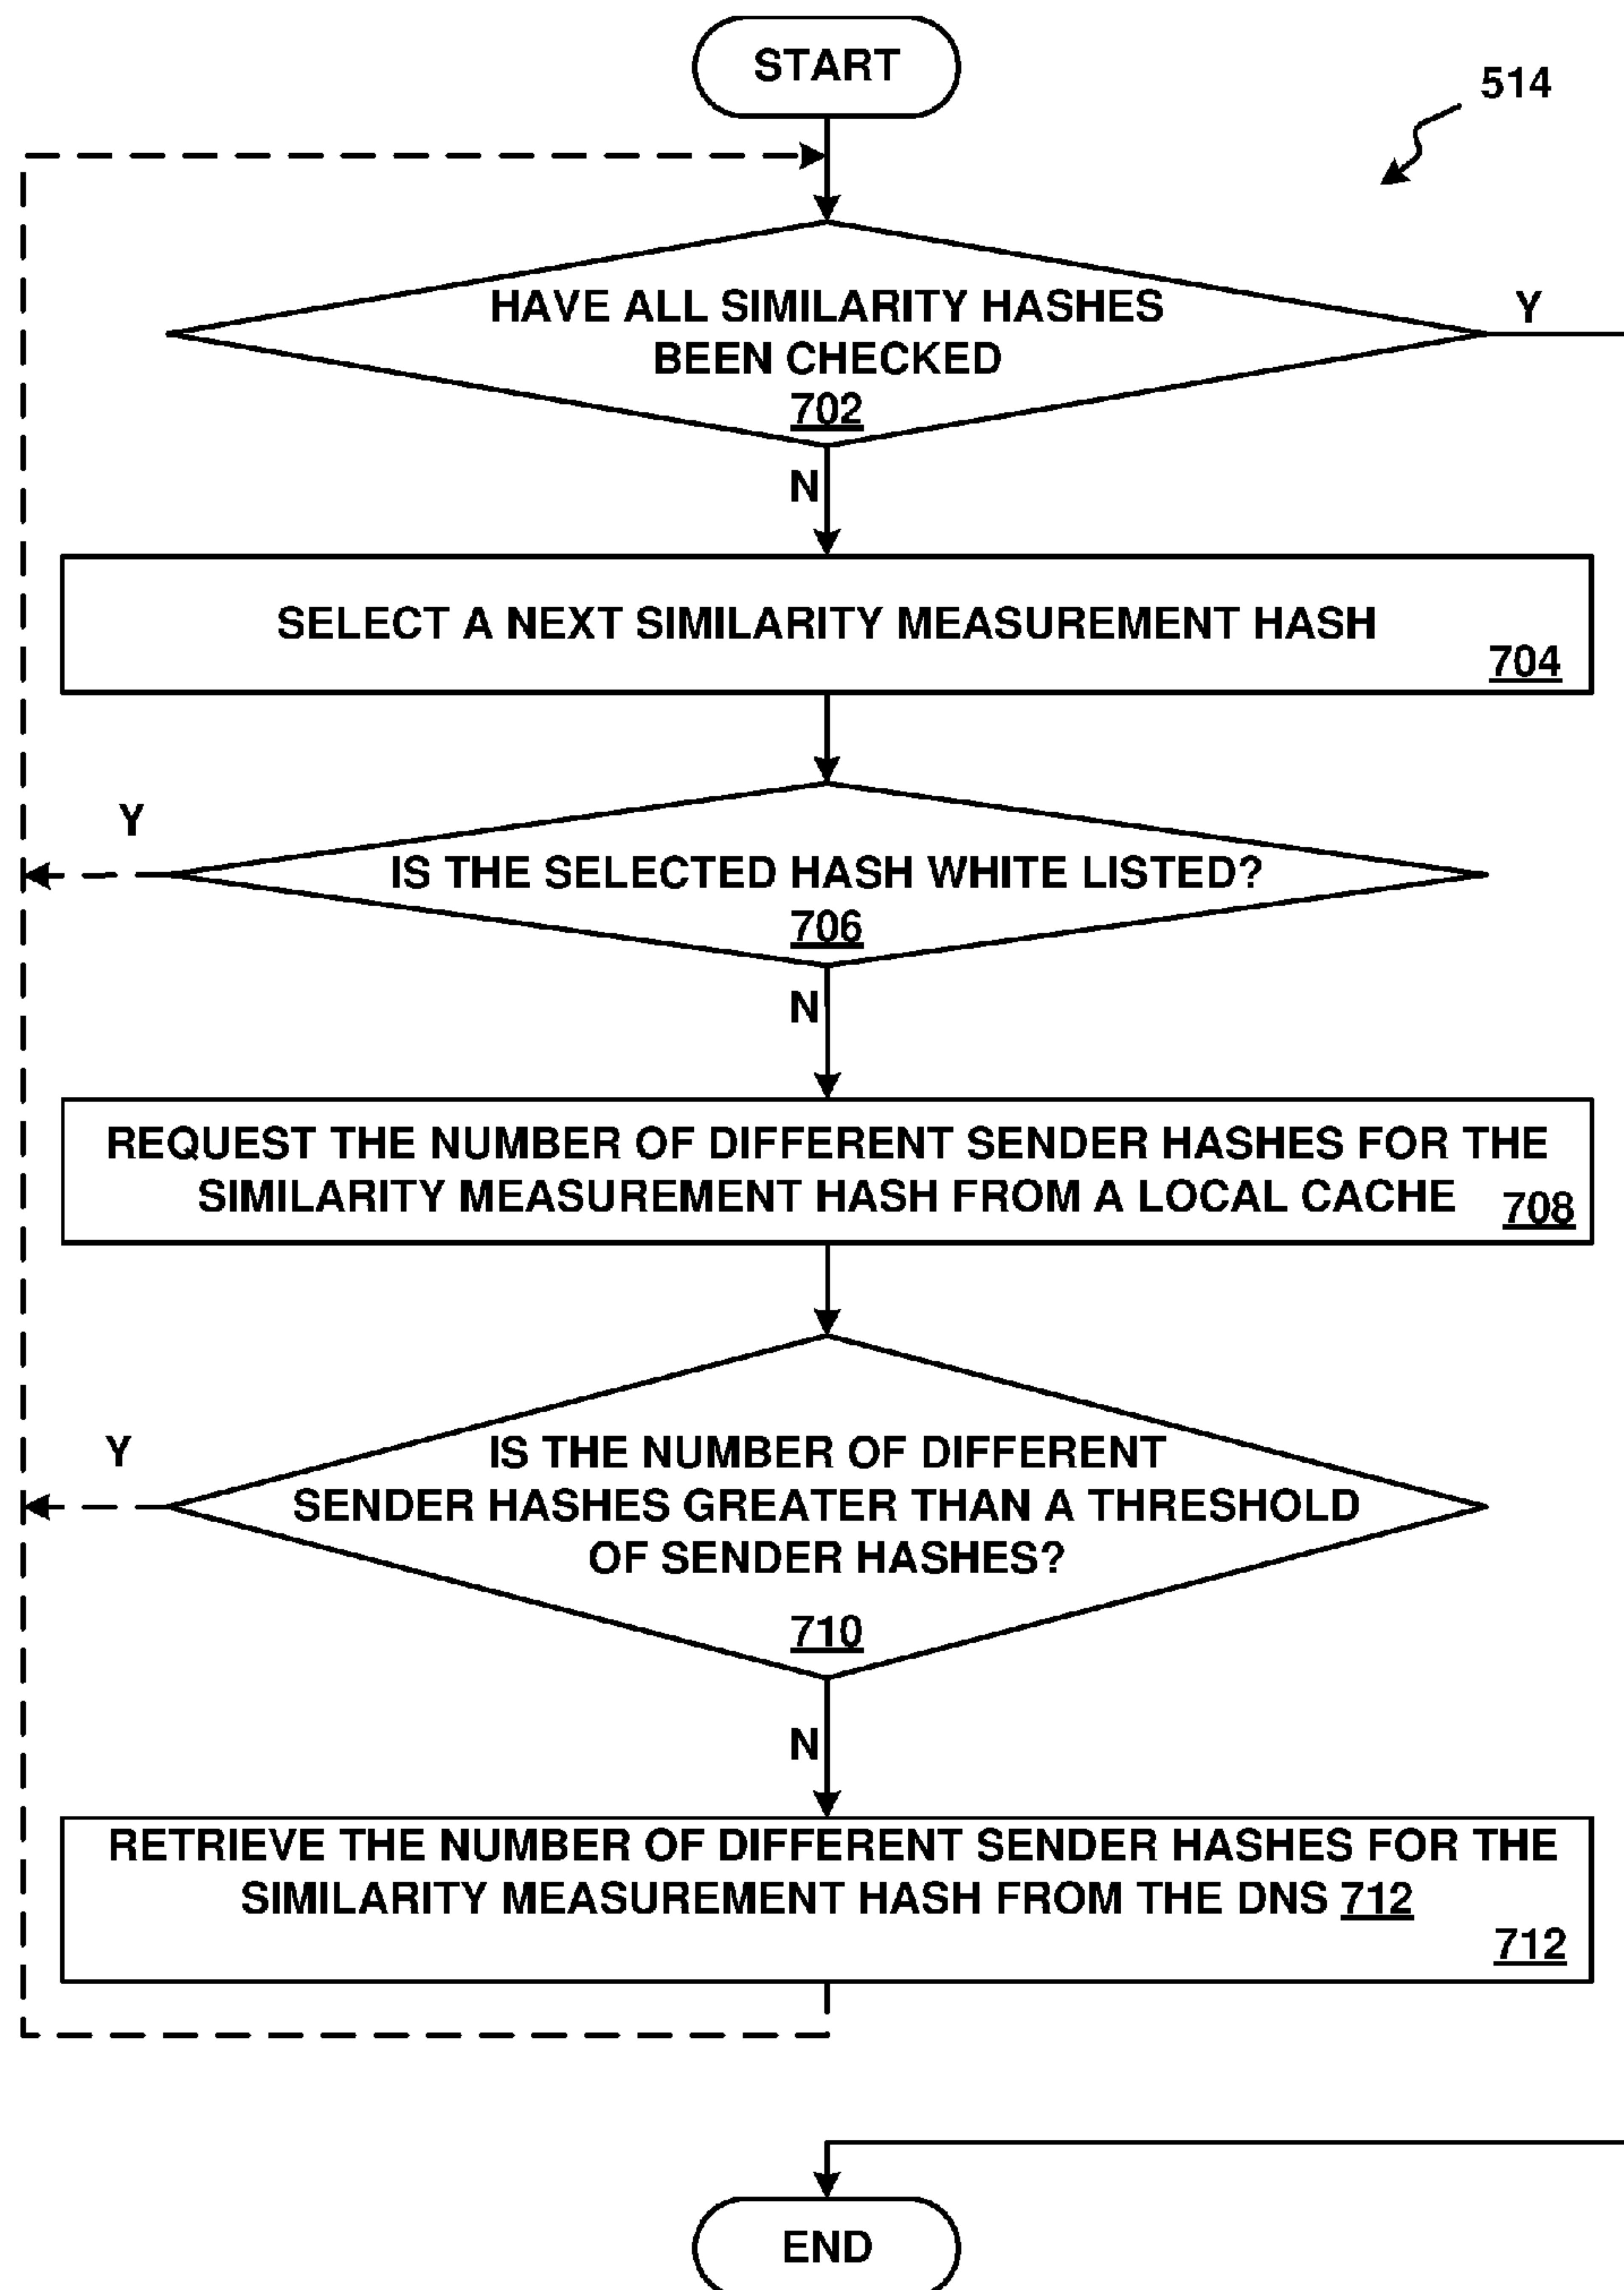 START
514
HAVE ALL SIMILARITY HASHES
BEEN CHECKED
702
Y
N
SELECT A NEXT SIMILARITY MEASUREMENT HASH
704
Y
IS THE SELECTED HASH WHITE LISTED?
706
N
REQUEST THE NUMBER OF DIFFERENT SENDER HASHES FOR THE
SIMILARITY MEASUREMENT HASH FROM A LOCAL CACHE 708
Y
IS THE NUMBER OF DIFFERENT
SENDER HASHES GREATER THAN A THRESHOLD
OF SENDER HASHES?
710
N
RETRIEVE THE NUMBER OF DIFFERENT SENDER HASHES FOR THE
SIMILARITY MEASUREMENT HASH FROM THE DNS 712
712
END